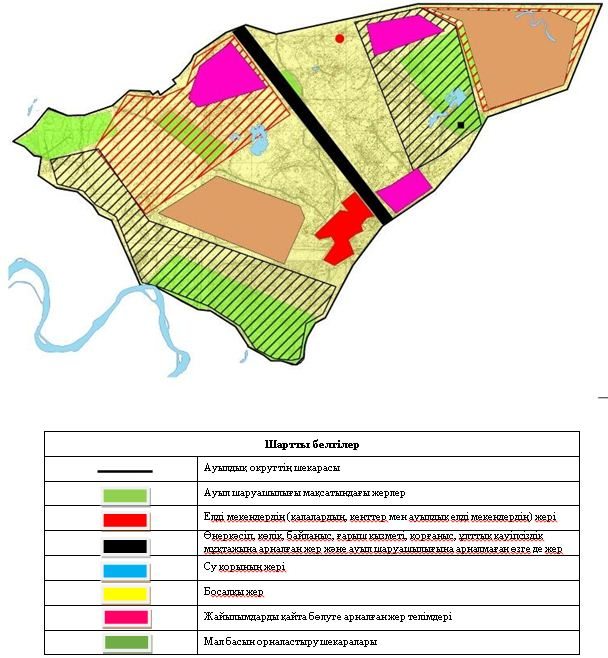 Шартты белгілер
Ауылдық округтің шекарасы
Ауыл шаруашылығы мақсатындағы жерлер
Елді мекендердің (қалалардың, кенттер мен ауылдық елді мекендердің) жері
Өнеркәсіп, көлік, байланыс, ғарыш қызметі, қорғаныс, ұлттық қауіпсіздік
мұқтажына арналған жер және ауыл шаруашылығына арналмаған өзге де жер
Су қорының жері
Босалқы жер
Жайылымдарды қайта бөлуге арналған жер телімдері
Мал басын орналастыру шекаралары